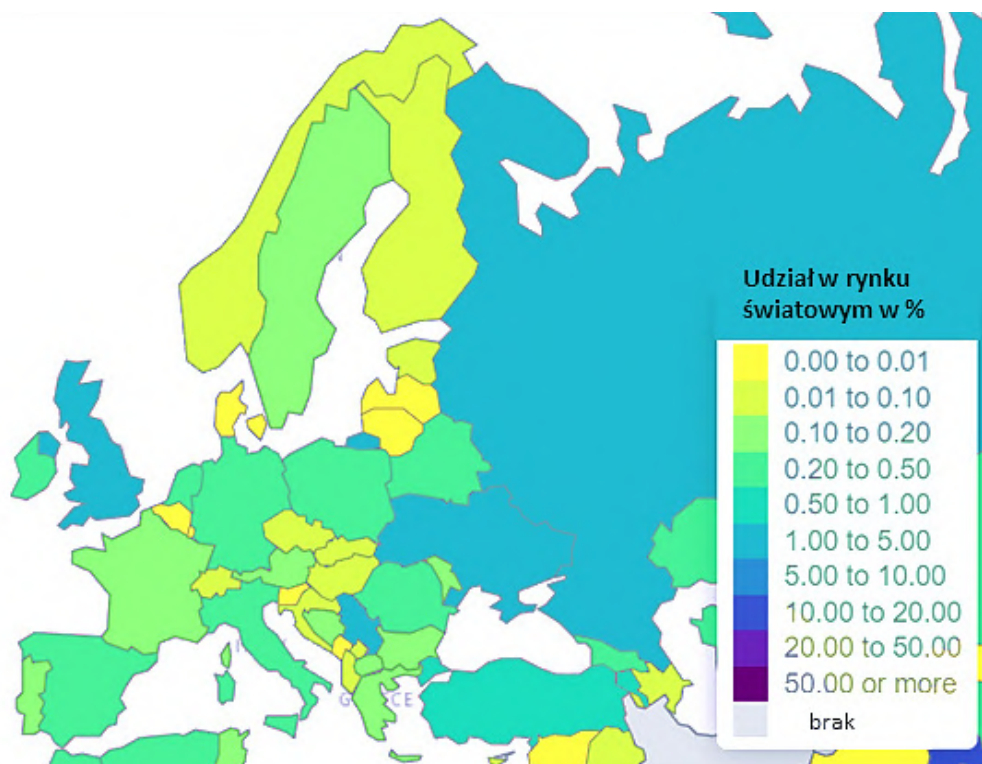 Udział w rynku
światowym w %
0.00 to 0.01
0.01 to 0.10
0.10 to 0.20
0.20 to 0.50
0.50 to 1.00
1.00 to 5.00
5.00 to 10.00
10.00 to 20.00
20.00 to 50.00
50.00 or more
brak
G CE